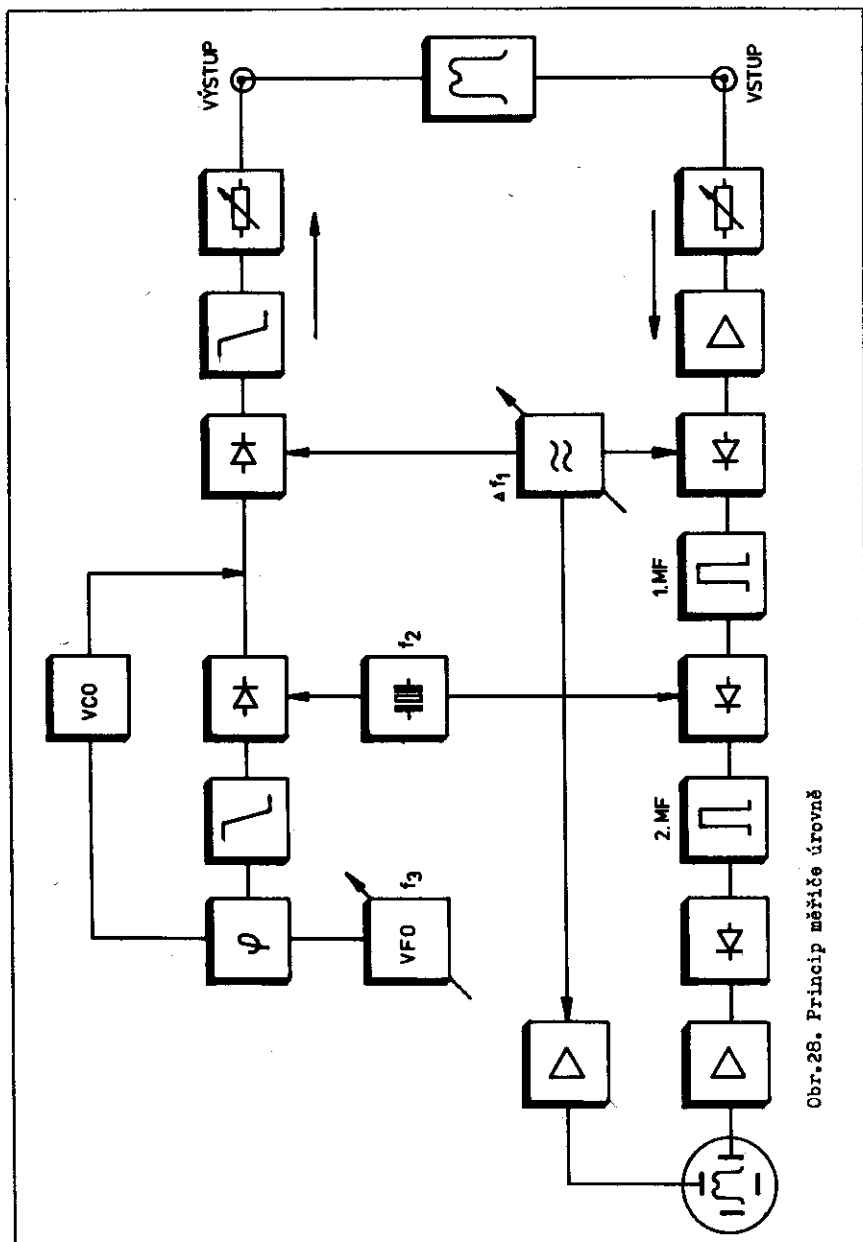 VÝSTUP
VCO
φ
VFO
f3
f2
Δf1
VSTUP
1.MF
2.MF
Obr.28. Princip měřiče úrovně